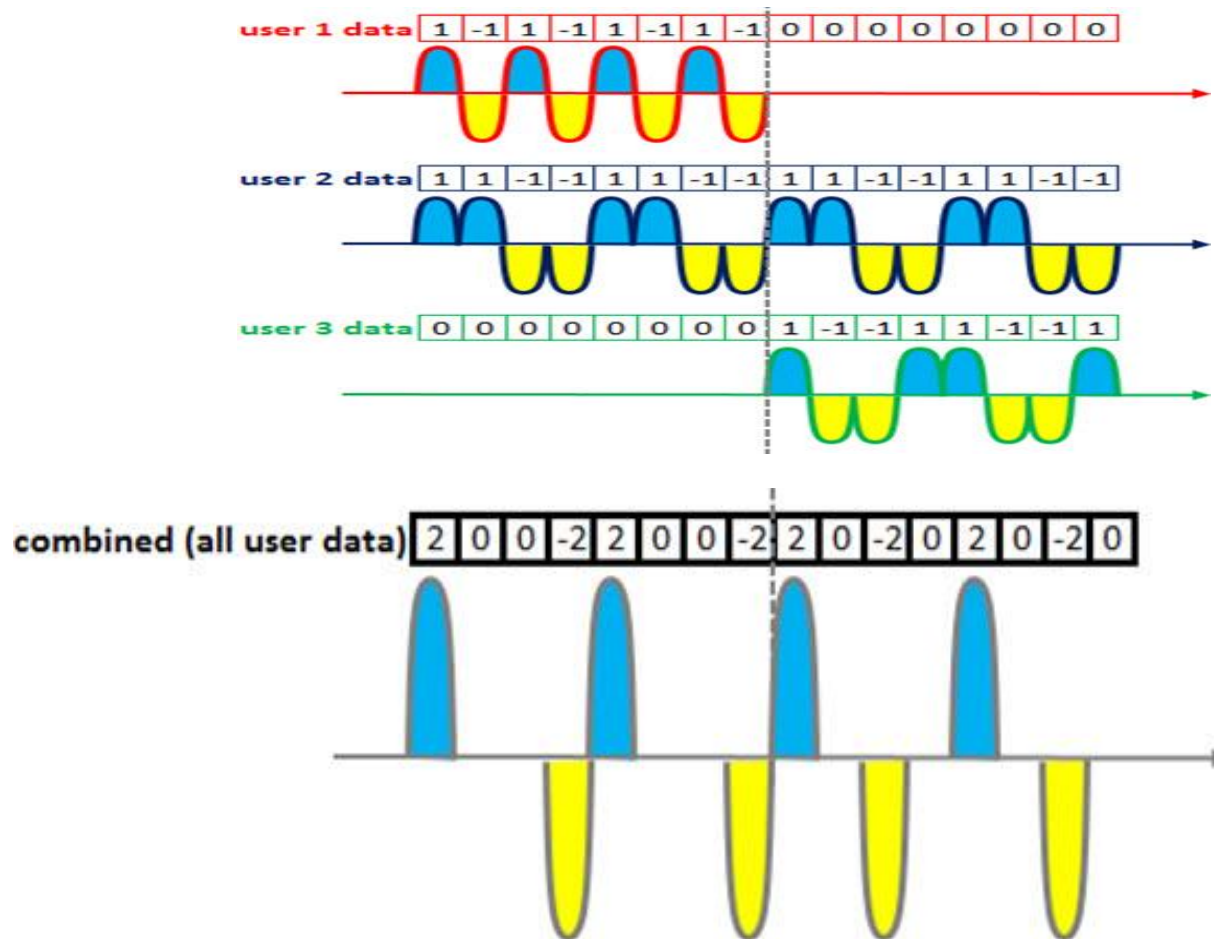 user 1 data 1 -1 1 -1 1 -1 1 -1 0 0 0 0 0 0 0 0
user 2 data 1 1 -1 -1 1 1 -1 -1 1 1 -1 -1 1 1 -1 -1
user 3 data 0 0 0 0 0 0 0 0 1 -1 -1 1 1 -1 -1 1
combined (all user data) 2 0 0 -2 2 0 0 -2 2 0 -2 0 2 0 -2 0